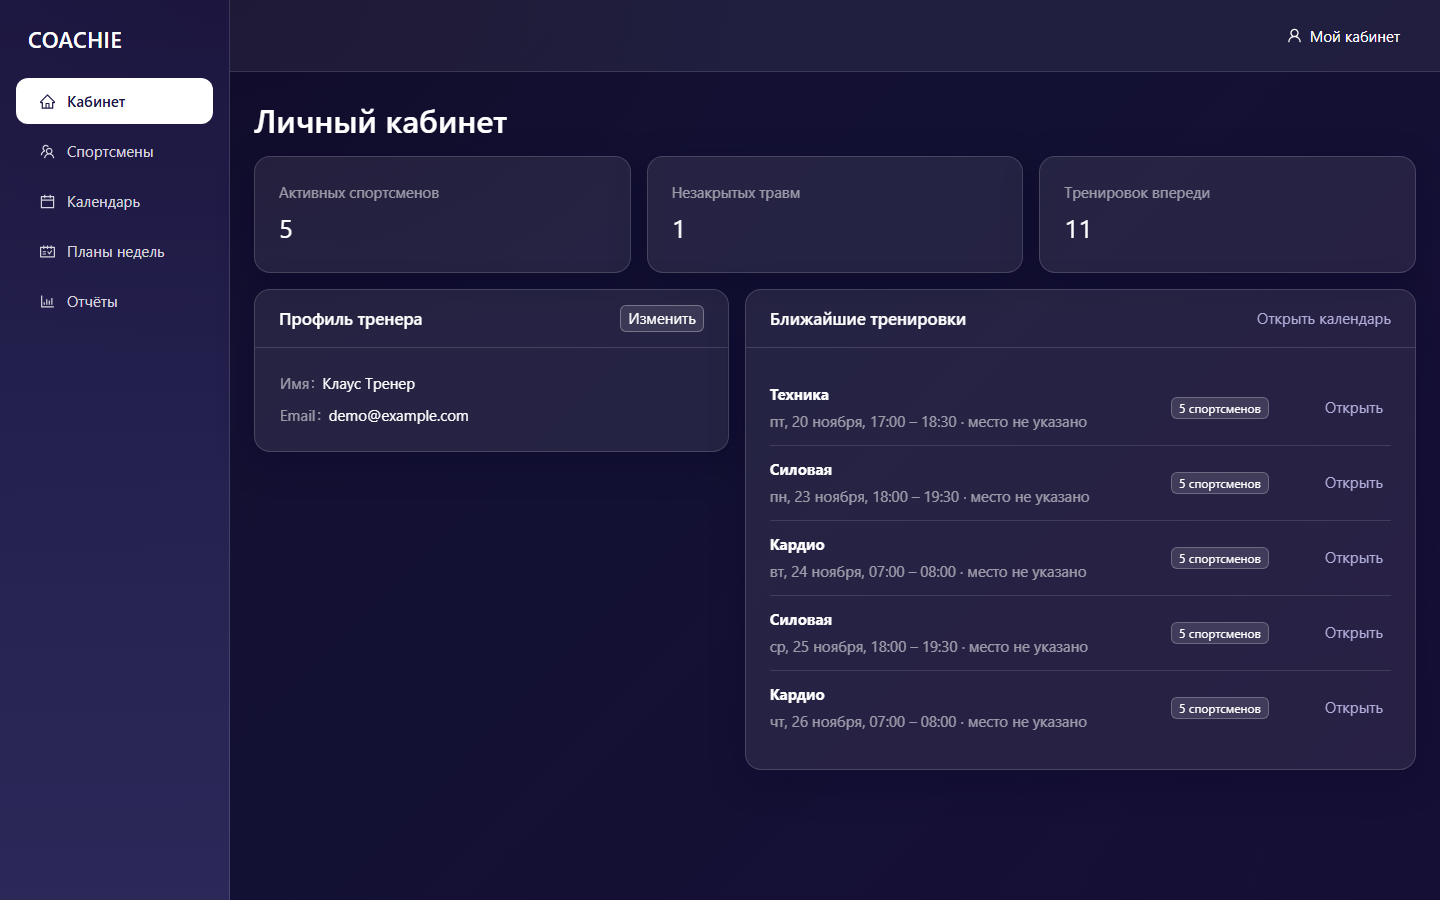 COACHIE
Мой кабинет
Кабинет
Спортсмены
Календарь
Планы недель
Отчёты
Личный кабинет
Активных спортсменов
5
Незакрытых травм
1
Тренировок впереди
11
Профиль тренера
Изменить
Имя: Клаус Тренер
Email: demo@example.com
Ближайшие тренировки
Открыть календарь
Техника
пт, 20 ноября, 17:00 – 18:30 · место не указано
5 спортсменов
Открыть
Силовая
пн, 23 ноября, 18:00 – 19:30 · место не указано
5 спортсменов
Открыть
Кардио
вт, 24 ноября, 07:00 – 08:00 · место не указано
5 спортсменов
Открыть
Силовая
ср, 25 ноября, 18:00 – 19:30 · место не указано
5 спортсменов
Открыть
Кардио
чт, 26 ноября, 07:00 – 08:00 · место не указано
5 спортсменов
Открыть